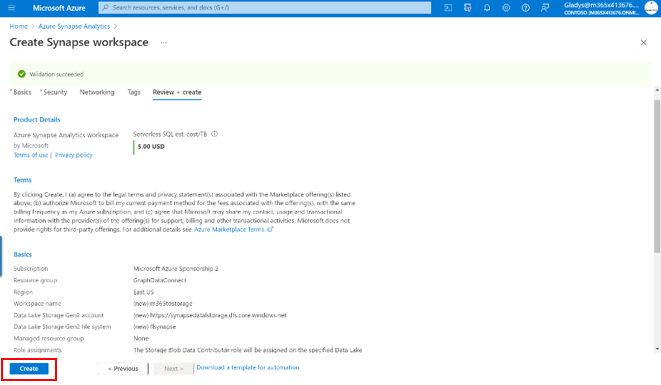 Microsoft Azure
Search resources, services, and docs (G+/)
Gladys@m365x413676....
CONTOSO (M365X413676.ONMI...
Home > Azure Synapse Analytics >
Create Synapse workspace ...
Validation succeeded
* Basics * Security Networking Tags Review + create
Product Details
Azure Synapse Analytics workspace
by Microsoft
Terms of use | Privacy policy
Serverless SQL est. cost/TB
5.00 USD
Terms
By clicking Create, I (a) agree to the legal terms and privacy statement(s) associated with the Marketplace offering(s) listed
above; (b) authorize Microsoft to bill my current payment method for the fees associated with the offering(s), with the same
billing frequency as my Azure subscription; and (c) agree that Microsoft may share my contact, usage and transactional
information with the provider(s) of the offering(s) for support, billing and other transactional activities. Microsoft does not
provide rights for third-party offerings. For additional details see Azure Marketplace Terms.
Basics
Subscription Microsoft Azure Sponsorship 2
Resource group GraphDataConnect
Region East US
Workspace name (new) m365tostorage
Data Lake Storage Gen2 account (new) https://synapsedatalstorage.dfs.core.windows.net
Data Lake Storage Gen2 file system (new) flsynapse
Managed resource group None
Role assignments The Storage Blob Data Contributor role will be assigned on the specified Data Lake
Create
< Previous
Next >
Download a template for automation